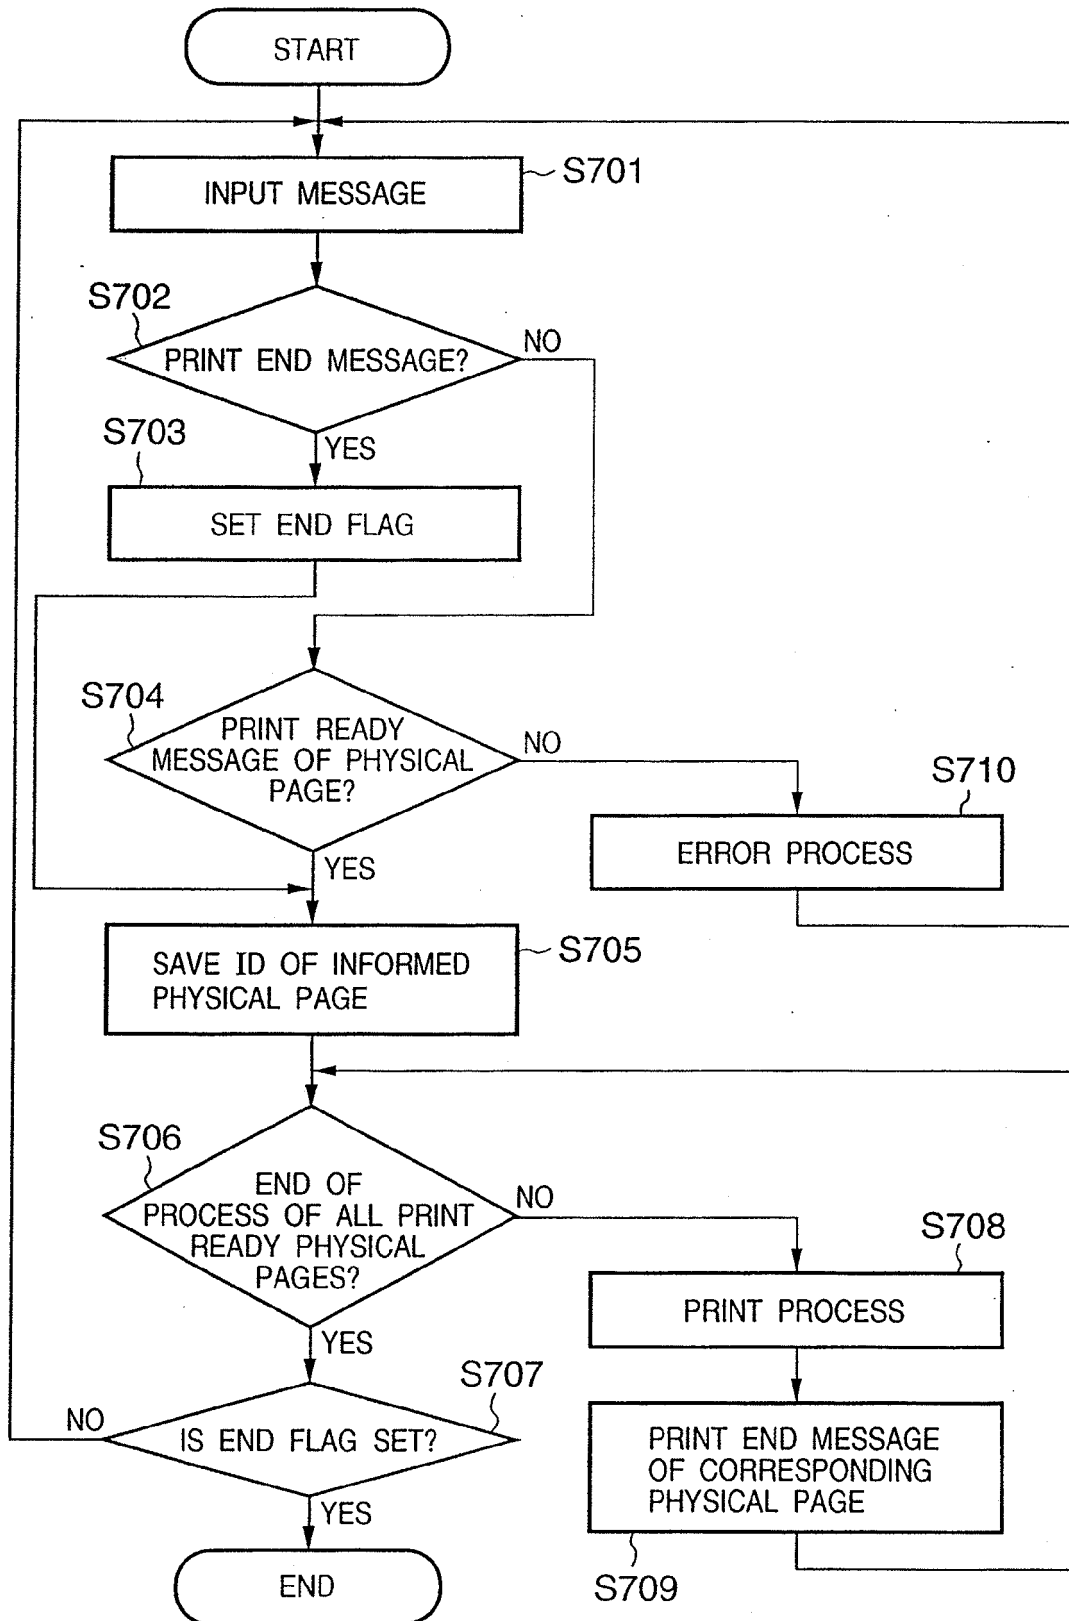 START
S701
INPUT MESSAGE
S702
PRINT END MESSAGE?
NO
YES
S703
SET END FLAG
S704
PRINT READY
MESSAGE OF PHYSICAL
PAGE?
NO
YES
S710
ERROR PROCESS
S705
SAVE ID OF INFORMED
PHYSICAL PAGE
S706
END OF
PROCESS OF ALL PRINT
READY PHYSICAL
PAGES?
NO
YES
S708
PRINT PROCESS
S707
IS END FLAG SET?
NO
YES
PRINT END MESSAGE
OF CORRESPONDING
PHYSICAL PAGE
S709
END